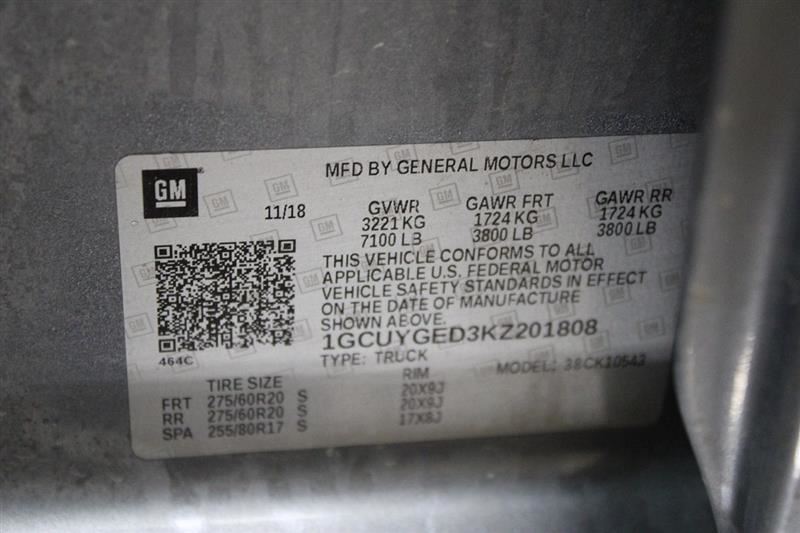 GM
MFD BY GENERAL MOTORS LLC
11/18
GVWR GAWR FRT GAWR RR
3221 KG 1724 KG 1724 KG
7100 LB 3800 LB 3800 LB
THIS VEHICLE CONFORMS TO ALL
APPLICABLE U.S. FEDERAL MOTOR
VEHICLE SAFETY STANDARDS IN EFFECT
ON THE DATE OF MANUFACTURE
SHOWN ABOVE.
1GCUYGED3KZ201808
464C
TYPE: TRUCK MODEL: 38CK10543
TIRE SIZE RIM
FRT 275/60R20 S 20X9J
RR 275/60R20 S 20X9J
SPA 255/80R17 S 17X8J